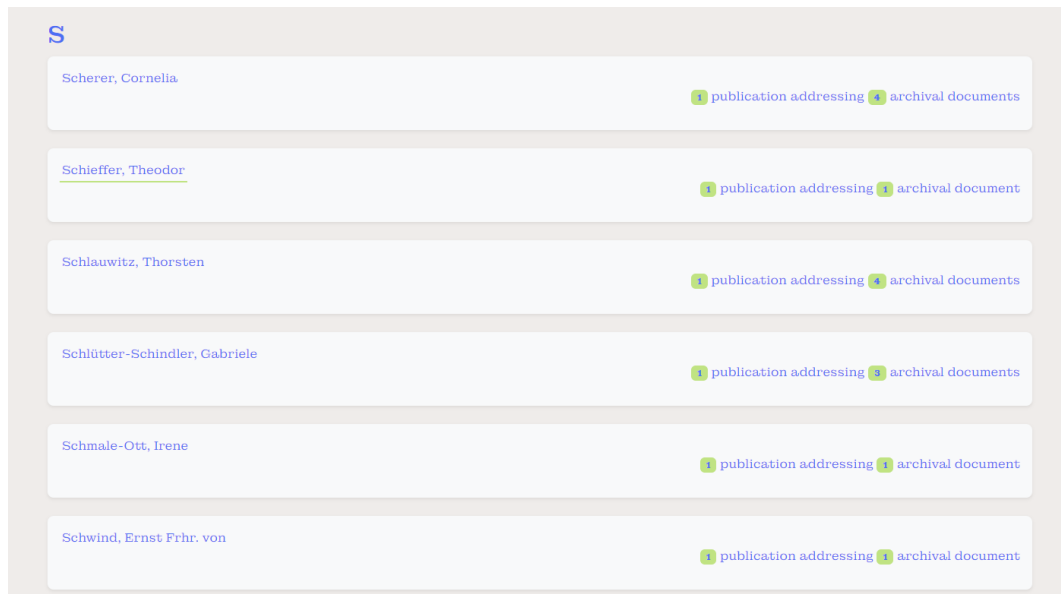 S
Scherer, Cornelia
1 publication addressing 4 archival documents
Schieffer, Theodor
1 publication addressing 1 archival document
Schlauwitz, Thorsten
1 publication addressing 4 archival documents
Schlütter-Schindler, Gabriele
1 publication addressing 3 archival documents
Schmale-Ott, Irene
1 publication addressing 1 archival document
Schwind, Ernst Frhr. von
1 publication addressing 1 archival document